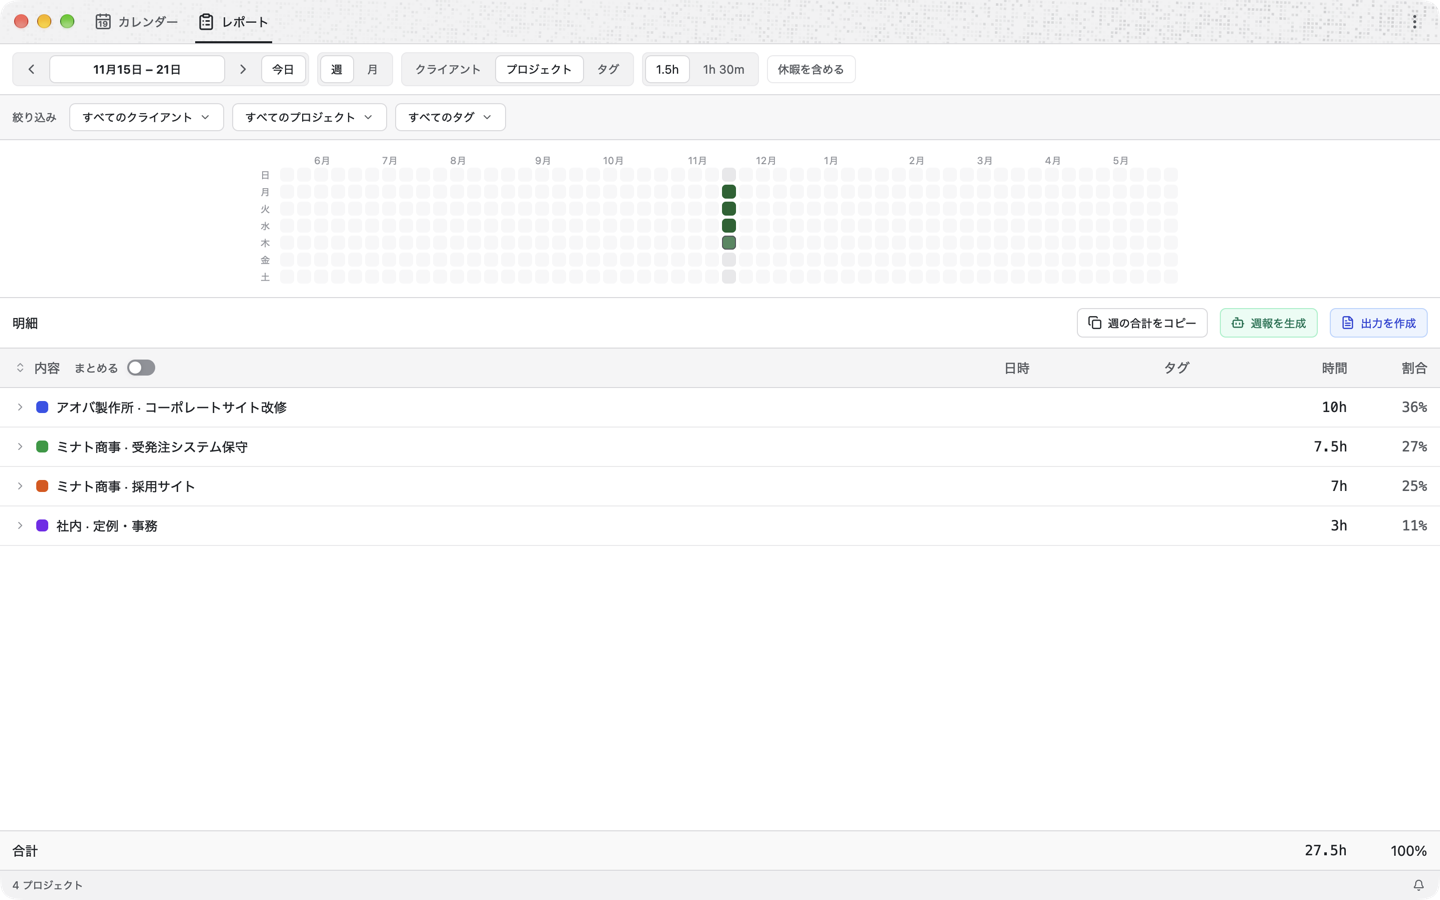 19 カレンダー レポート
11月15日 – 21日 今日 週 月 クライアント プロジェクト タグ 1.5h 1h 30m 休暇を含める
絞り込み すべてのクライアント すべてのプロジェクト すべてのタグ
6月 7月 8月 9月 10月 11月 12月 1月 2月 3月 4月 5月
日
月
火
水
木
金
土
明細 週の合計をコピー 週報を生成 出力を作成
内容 まとめる 日時 タグ 時間 割合
アオバ製作所 · コーポレートサイト改修 10h 36%
ミナト商事 · 受発注システム保守 7.5h 27%
ミナト商事 · 採用サイト 7h 25%
社内 · 定例・事務 3h 11%
合計 27.5h 100%
4 プロジェクト